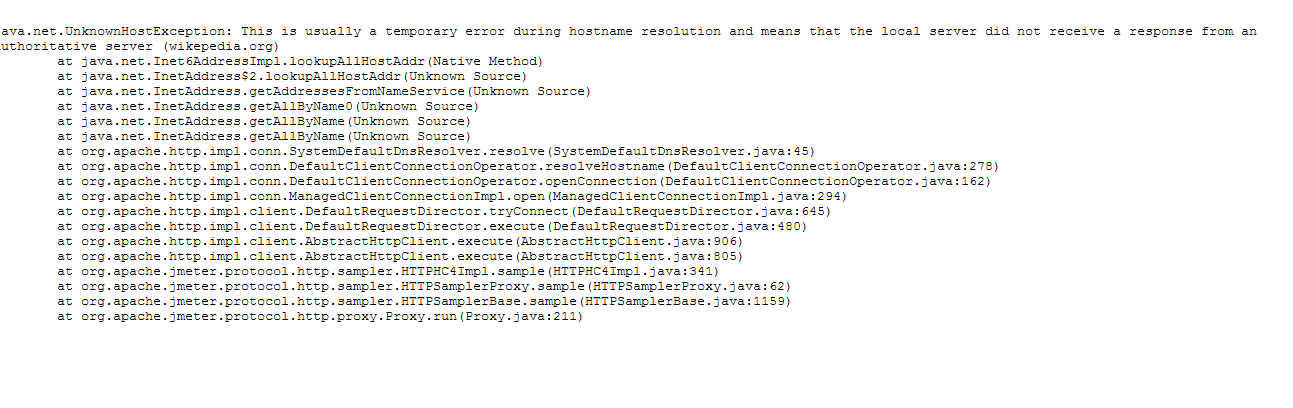 ava.net.UnknownHostException: This is usually a temporary error during hostname resolution and means that the local server did not receive a response from an
uthoritative server (wikepedia.org)
at java.net.Inet6AddressImpl.lookupAllHostAddr(Native Method)
at java.net.InetAddress$2.lookupAllHostAddr(Unknown Source)
at java.net.InetAddress.getAddressesFromNameService(Unknown Source)
at java.net.InetAddress.getAllByName0(Unknown Source)
at java.net.InetAddress.getAllByName(Unknown Source)
at java.net.InetAddress.getAllByName(Unknown Source)
at org.apache.http.impl.conn.SystemDefaultDnsResolver.resolve(SystemDefaultDnsResolver.java:45)
at org.apache.http.impl.conn.DefaultClientConnectionOperator.resolveHostname(DefaultClientConnectionOperator.java:278)
at org.apache.http.impl.conn.DefaultClientConnectionOperator.openConnection(DefaultClientConnectionOperator.java:162)
at org.apache.http.impl.conn.ManagedClientConnectionImpl.open(ManagedClientConnectionImpl.java:294)
at org.apache.http.impl.client.DefaultRequestDirector.tryConnect(DefaultRequestDirector.java:645)
at org.apache.http.impl.client.DefaultRequestDirector.execute(DefaultRequestDirector.java:480)
at org.apache.http.impl.client.AbstractHttpClient.execute(AbstractHttpClient.java:906)
at org.apache.http.impl.client.AbstractHttpClient.execute(AbstractHttpClient.java:805)
at org.apache.jmeter.protocol.http.sampler.HTTPHC4Impl.sample(HTTPHC4Impl.java:341)
at org.apache.jmeter.protocol.http.sampler.HTTPSamplerProxy.sample(HTTPSamplerProxy.java:62)
at org.apache.jmeter.protocol.http.sampler.HTTPSamplerBase.sample(HTTPSamplerBase.java:1159)
at org.apache.jmeter.protocol.http.proxy.Proxy.run(Proxy.java:211)